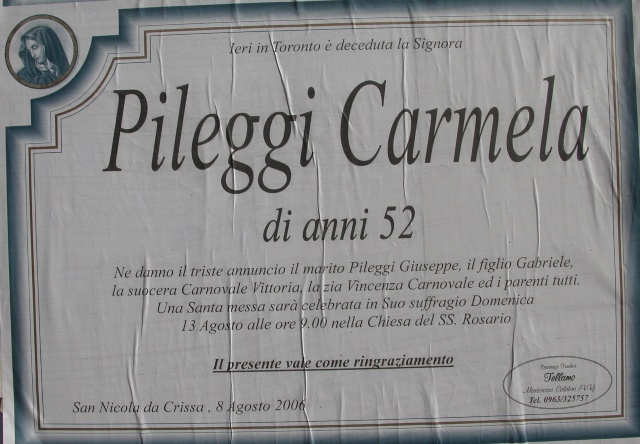 Ieri in Toronto è deceduta la Signora
Pileggi Carmela
di anni 52
Ne danno il triste annuncio il marito Pileggi Giuseppe, il figlio Gabriele,
la suocera Carnovale Vittoria, la zia Vincenza Carnovale ed i parenti tutti.
Una Santa messa sarà celebrata in Suo suffragio Domenica
13 Agosto alle ore 9.00 nella Chiesa del SS. Rosario
Il presente vale come ringraziamento
San Nicola da Crissa , 8 Agosto 2006
Tellamo
(VV)
Tel. 0963/325757